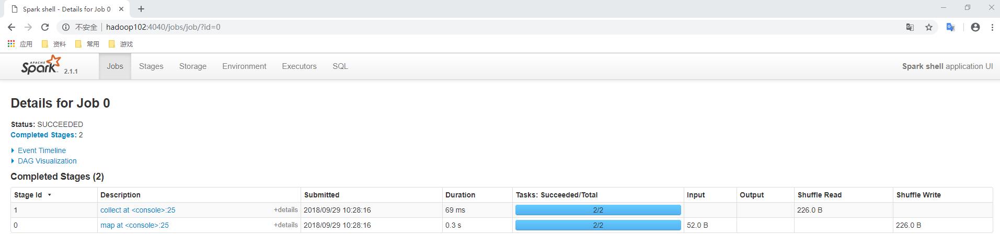 Spark shell - Details for Job 0
不安全 hadoop102:4040/jobs/job/?id=0
应用 资料 常用 游戏
APACHE Spark 2.1.1 Jobs Stages Storage Environment Executors SQL Spark shell application UI
Details for Job 0
Status: SUCCEEDED
Completed Stages: 2
Event Timeline
DAG Visualization
Completed Stages (2)
Stage Id Description Submitted Duration Tasks: Succeeded/Total Input Output Shuffle Read Shuffle Write
1 collect at <console>:25 +details 2018/09/29 10:28:16 69 ms 2/2 226.0 B
0 map at <console>:25 +details 2018/09/29 10:28:16 0.3 s 2/2 52.0 B 226.0 B